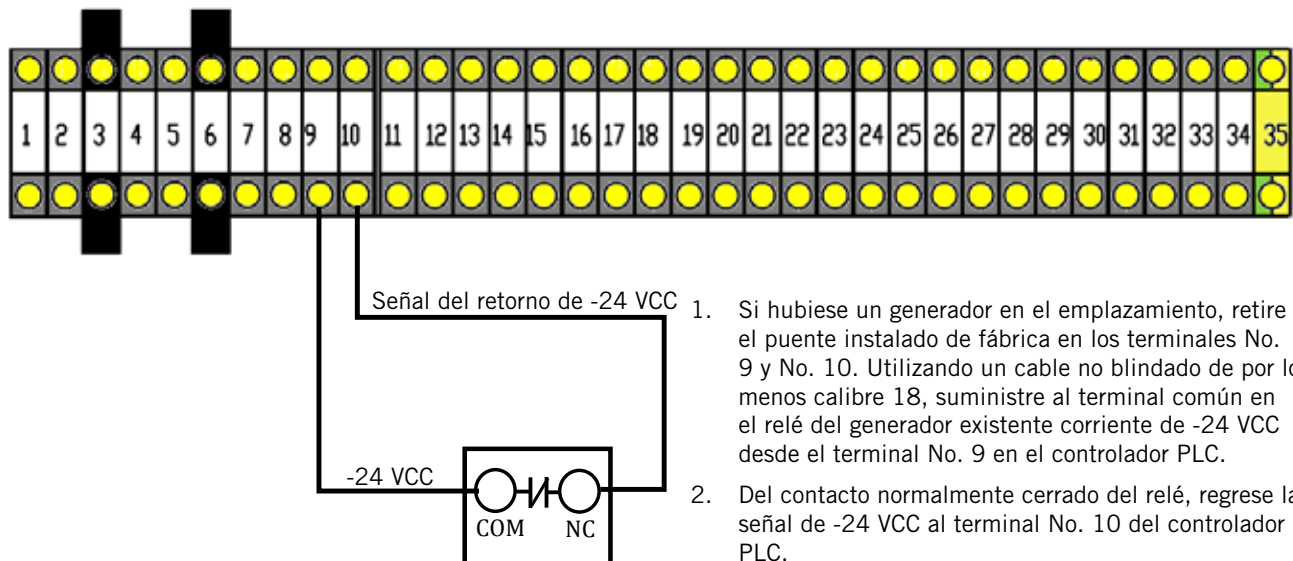 1 2 3 4 5 6 7 8 9 10 11 12 13 14 15 16 17 18 19 20 21 22 23 24 25 26 27 28 29 30 31 32 33 34 35
Señal del retorno de -24 VCC
-24 VCC
COM NC
1. Si hubiese un generador en el emplazamiento, retire
el puente instalado de fábrica en los terminales No.
9 y No. 10. Utilizando un cable no blindado de por lo
menos calibre 18, suministre al terminal común en
el relé del generador existente corriente de -24 VCC
desde el terminal No. 9 en el controlador PLC.
2. Del contacto normalmente cerrado del relé, regrese la
señal de -24 VCC al terminal No. 10 del controlador
PLC.